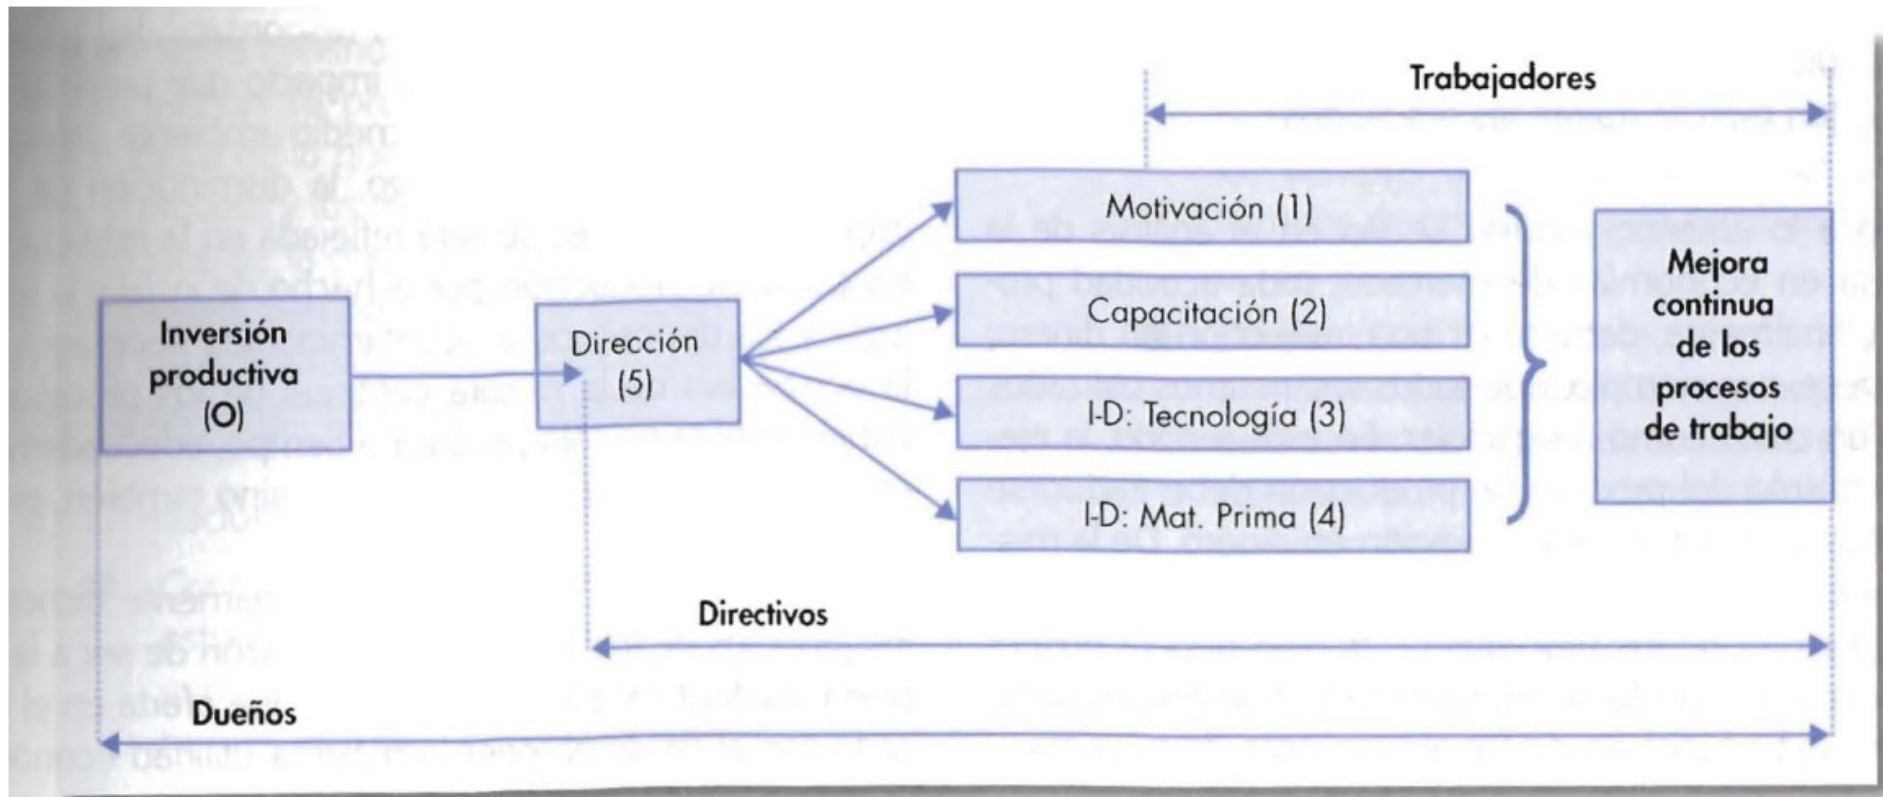 Trabajadores
Motivación (1)
Capacitación (2)
I-D: Tecnología (3)
I-D: Mat. Prima (4)
Inversión
productiva
(O)
Dirección
(5)
Mejora
continua
de los
procesos
de trabajo
Directivos
Dueños